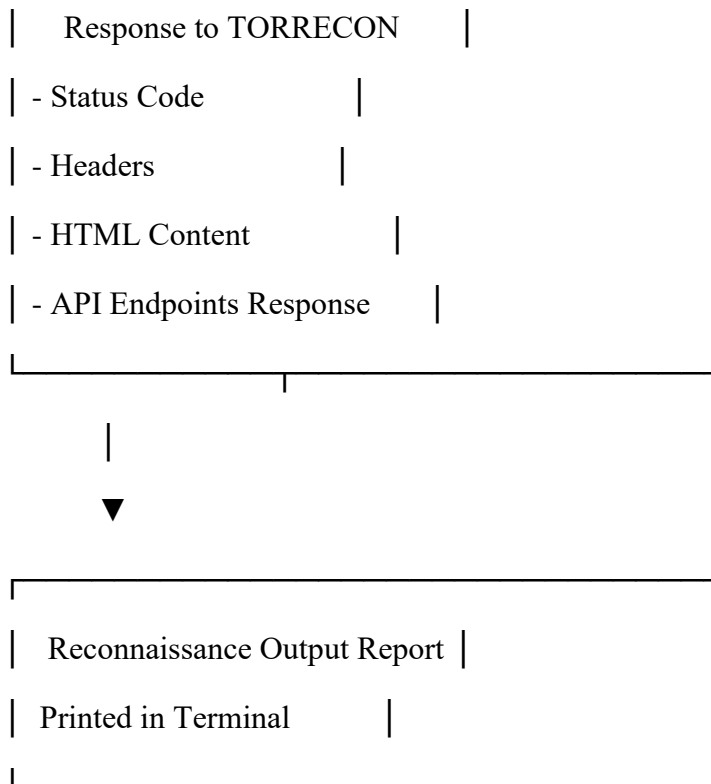 │ Response to TORRECON │
│ - Status Code │
│ - Headers │
│ - HTML Content │
│ - API Endpoints Response │
└───────────────┬───────────────────────
│
▼
┌───────────────────────────────────────
│ Reconnaissance Output Report │
│ Printed in Terminal │